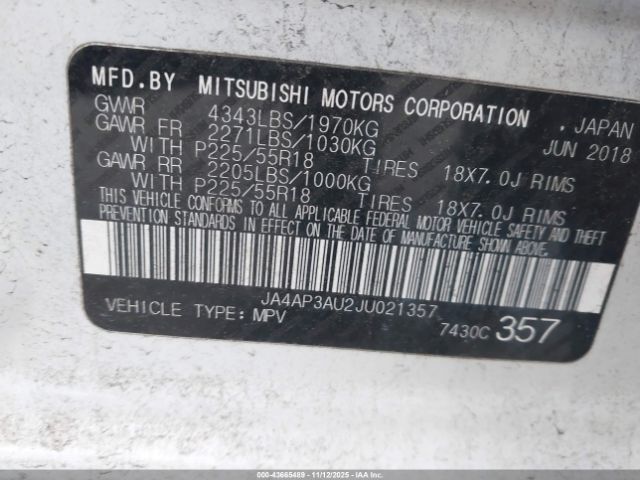 MFD.BY MITSUBISHI MOTORS CORPORATION, JAPAN
GVWR 4343LBS/1970KG JUN 2018
GAWR FR 2271LBS/1030KG
WITH P225/55R18 TIRES 18X7.0J RIMS
GAWR RR 2205LBS/1000KG
WITH P225/55R18 TIRES 18X7.0J RIMS
THIS VEHICLE CONFORMS TO ALL APPLICABLE FEDERAL MOTOR VEHICLE SAFETY AND THEFT
PREVENTION STANDARDS IN EFFECT ON THE DATE OF MANUFACTURE SHOWN ABOVE.
JA4AP3AU2JU021357
VEHICLE TYPE:MPV 7430C 357
000-43665489 - 11/12/2025 - IAAI.COM